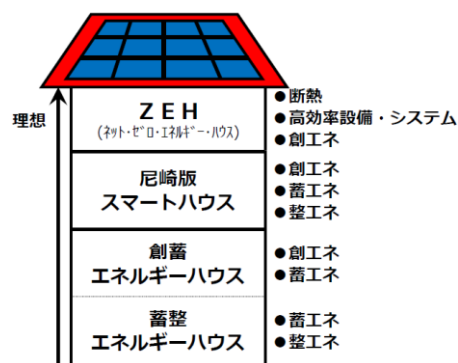 理想
ZEH
(ﾈｯﾄ･ｾﾞﾛ･ｴﾈﾙｷﾞｰ･ﾊｳｽ)
●断熱
●高効率設備・システム
●創エネ
尼崎版
スマートハウス
●創エネ
●蓄エネ
●整エネ
創蓄
エネルギーハウス
●創エネ
●蓄エネ
蓄整
エネルギーハウス
●蓄エネ
●整エネ